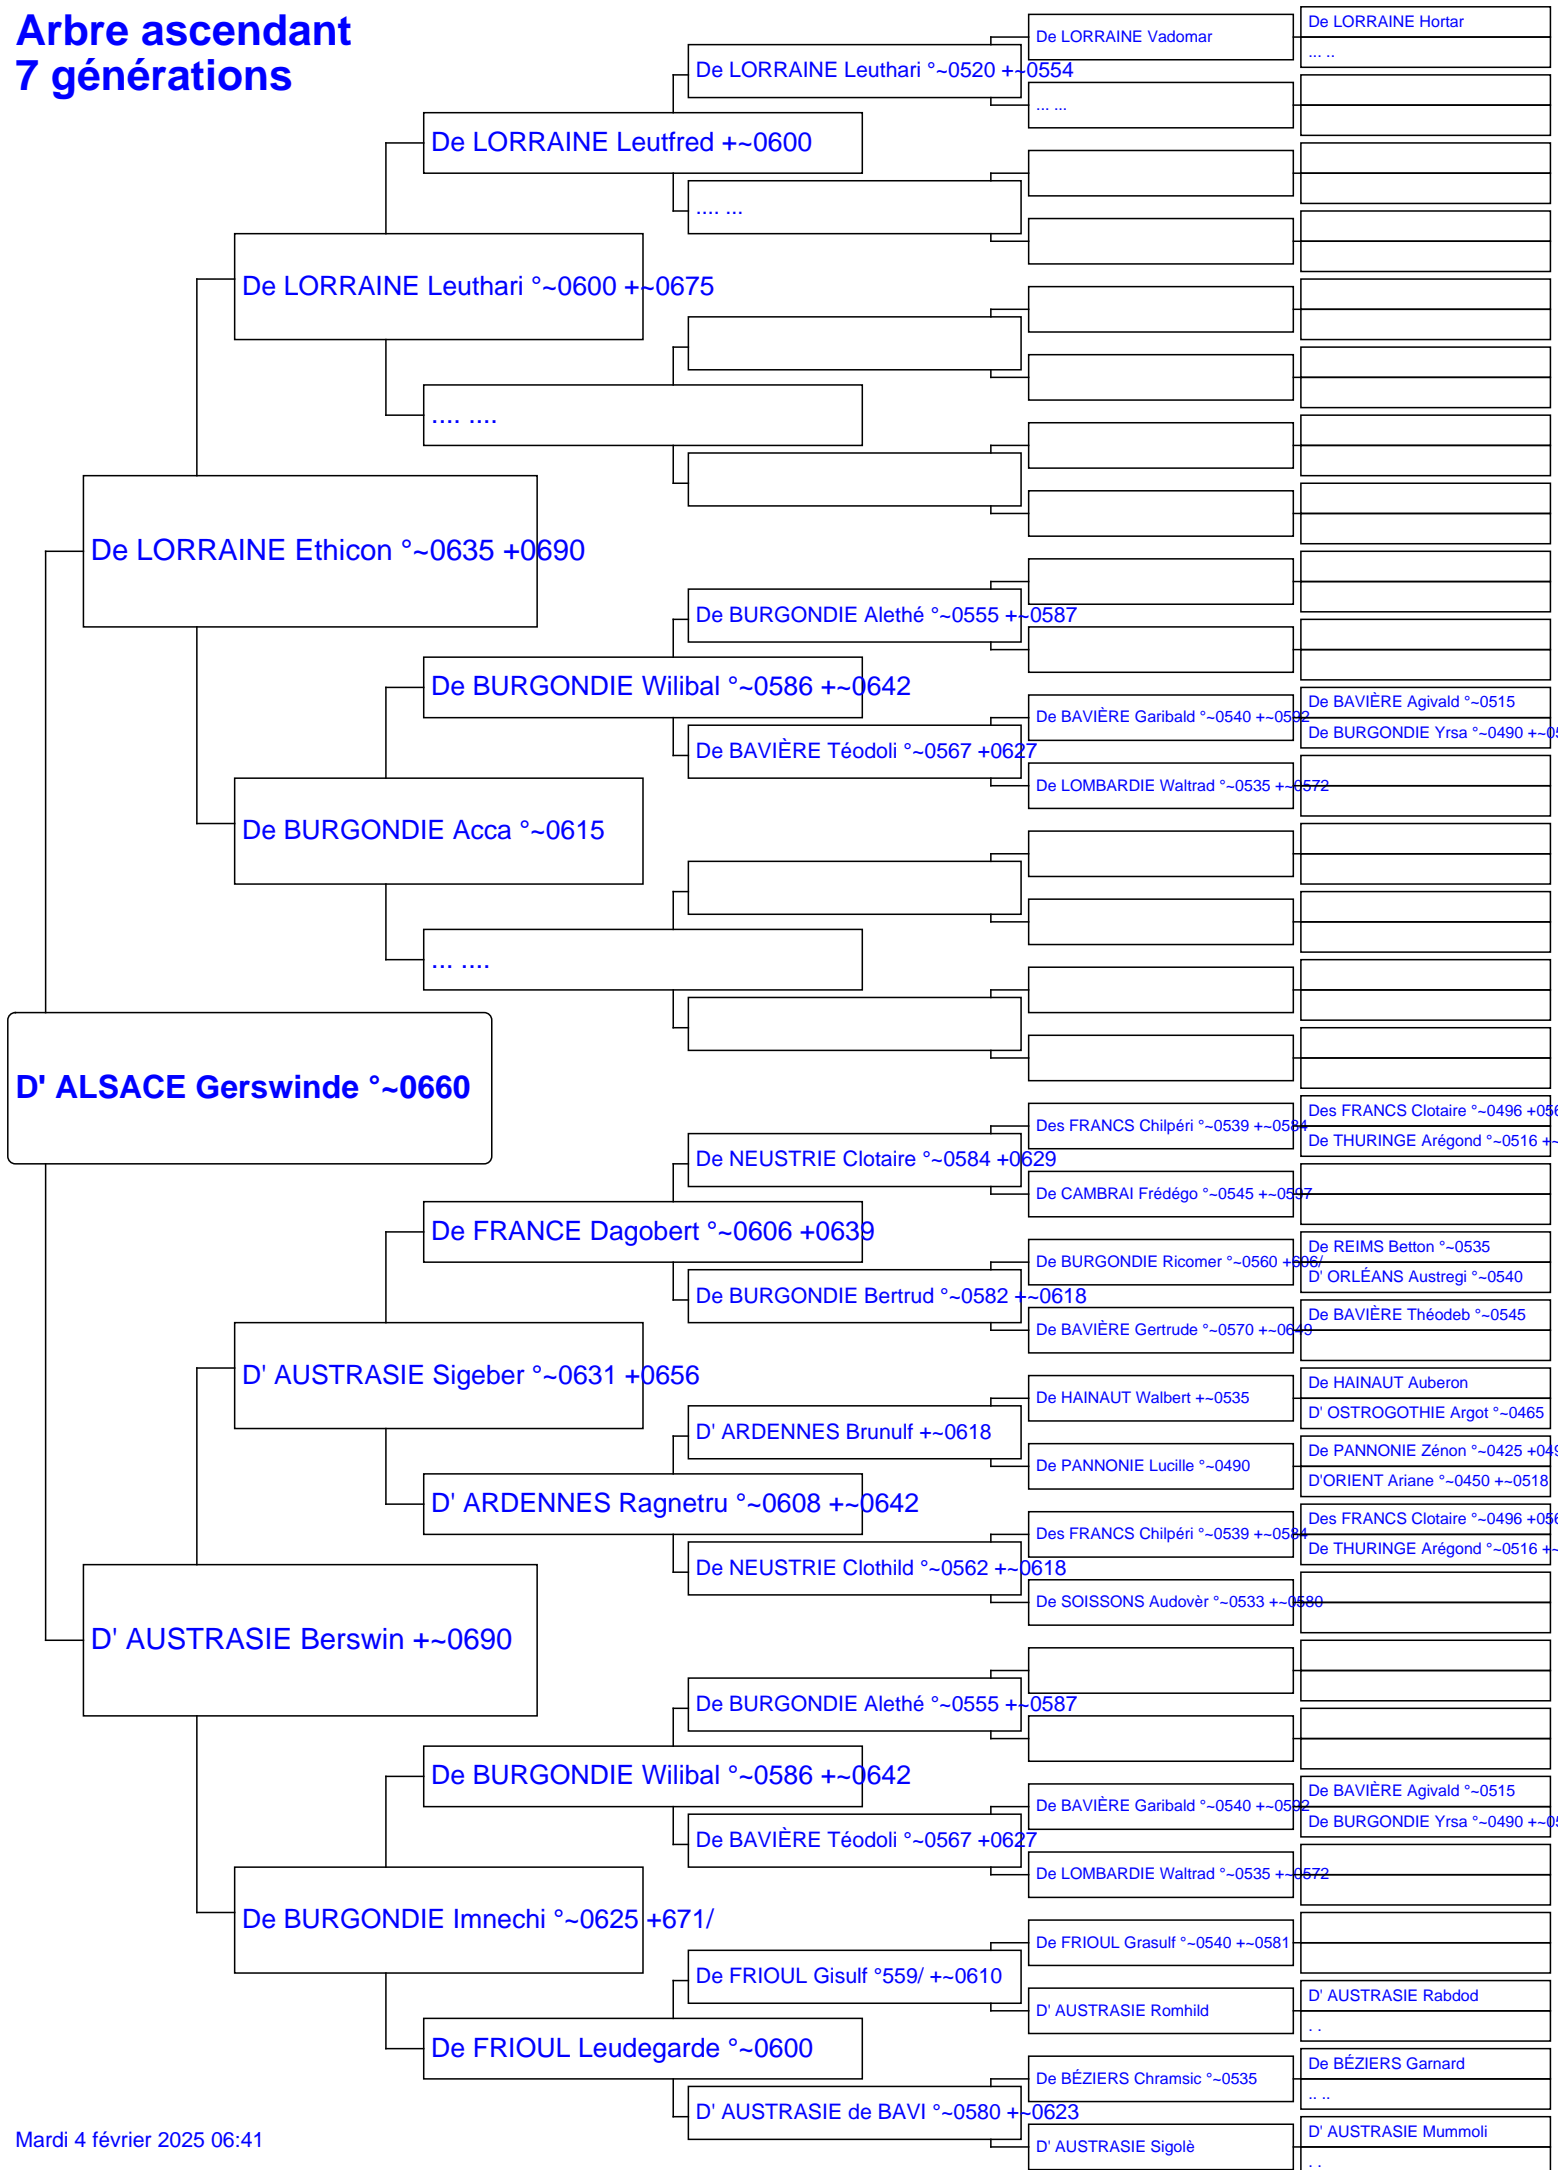 Arbre ascendant
7 générations
De LORRAINE Hortar
De LORRAINE Vadomar
... ..
De LORRAINE Leuthari °~0520 +~0554
... ...
De LORRAINE Leutfred +~0600
.... ...
De LORRAINE Leuthari °~0600 +~0675
.... ....
De LORRAINE Ethicon °~0635 +0690
De BURGONDIE Alethé °~0555 +~0587
De BURGONDIE Wilibal °~0586 +~0642
De BAVIÈRE Agivald °~0515
De BAVIÈRE Garibald °~0540 +~0592
De BURGONDIE Yrsa °~0490 +~05
De BAVIÈRE Téodoli °~0567 +0627
De LOMBARDIE Waltrad °~0535 +~0572
De BURGONDIE Acca °~0615
... ....
D' ALSACE Gerswinde °~0660
Des FRANCS Clotaire °~0496 +056
Des FRANCS Chilpéri °~0539 +~0584
De THURINGE Arégond °~0516 +~
De NEUSTRIE Clotaire °~0584 +0629
De CAMBRAI Frédégo °~0545 +~0597
De FRANCE Dagobert °~0606 +0639
De REIMS Betton °~0535
De BURGONDIE Ricomer °~0560 +606/
D' ORLÉANS Austregi °~0540
De BURGONDIE Bertrud °~0582 +~0618
De BAVIÈRE Théodeb °~0545
De BAVIÈRE Gertrude °~0570 +~0649
D' AUSTRASIE Sigeber °~0631 +0656
De HAINAUT Auberon
De HAINAUT Walbert +~0535
D' OSTROGOTHIE Argot °~0465
D' ARDENNES Brunulf +~0618
De PANNONIE Zénon °~0425 +049
De PANNONIE Lucille °~0490
D'ORIENT Ariane °~0450 +~0518
D' ARDENNES Ragnetru °~0608 +~0642
Des FRANCS Clotaire °~0496 +056
Des FRANCS Chilpéri °~0539 +~0584
De THURINGE Arégond °~0516 +~
De NEUSTRIE Clothild °~0562 +~0618
De SOISSONS Audovèr °~0533 +~0580
D' AUSTRASIE Berswin +~0690
De BURGONDIE Alethé °~0555 +~0587
De BURGONDIE Wilibal °~0586 +~0642
De BAVIÈRE Agivald °~0515
De BAVIÈRE Garibald °~0540 +~0592
De BURGONDIE Yrsa °~0490 +~05
De BAVIÈRE Téodoli °~0567 +0627
De LOMBARDIE Waltrad °~0535 +~0572
De BURGONDIE Imnechi °~0625 +671/
De FRIOUL Grasulf °~0540 +~0581
De FRIOUL Gisulf °559/ +~0610
D' AUSTRASIE Rabdod
D' AUSTRASIE Romhild
. .
De FRIOUL Leudegarde °~0600
De BÉZIERS Garnard
De BÉZIERS Chramsic °~0535
.. ..
D' AUSTRASIE de BAVI °~0580 +~0623
D' AUSTRASIE Mummoli
D' AUSTRASIE Sigolè
. .
Mardi 4 février 2025 06:41